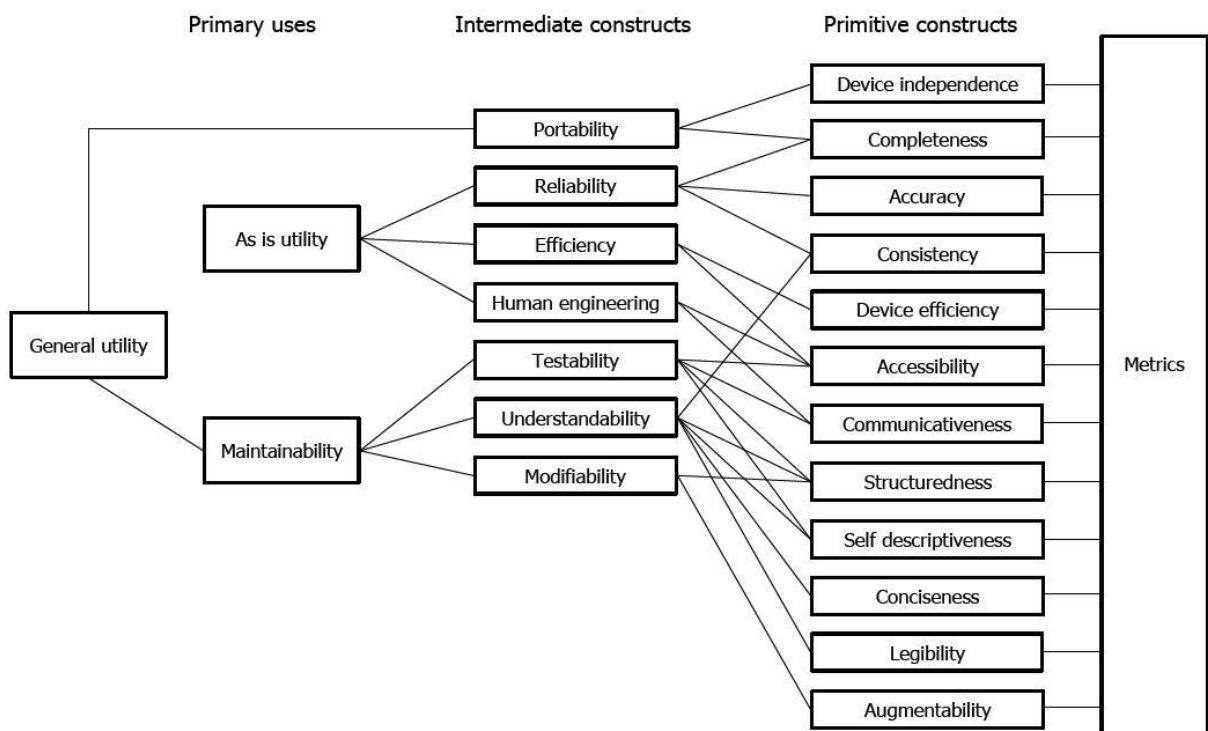 Primary uses
Intermediate constructs
Primitive constructs
Device independence
Portability
Completeness
Reliability
Accuracy
As is utility
Efficiency
Consistency
Human engineering
Device efficiency
General utility
Testability
Accessibility
Metrics
Understandability
Communicativeness
Maintainability
Modifiability
Structuredness
Self descriptiveness
Conciseness
Legibility
Augmentability